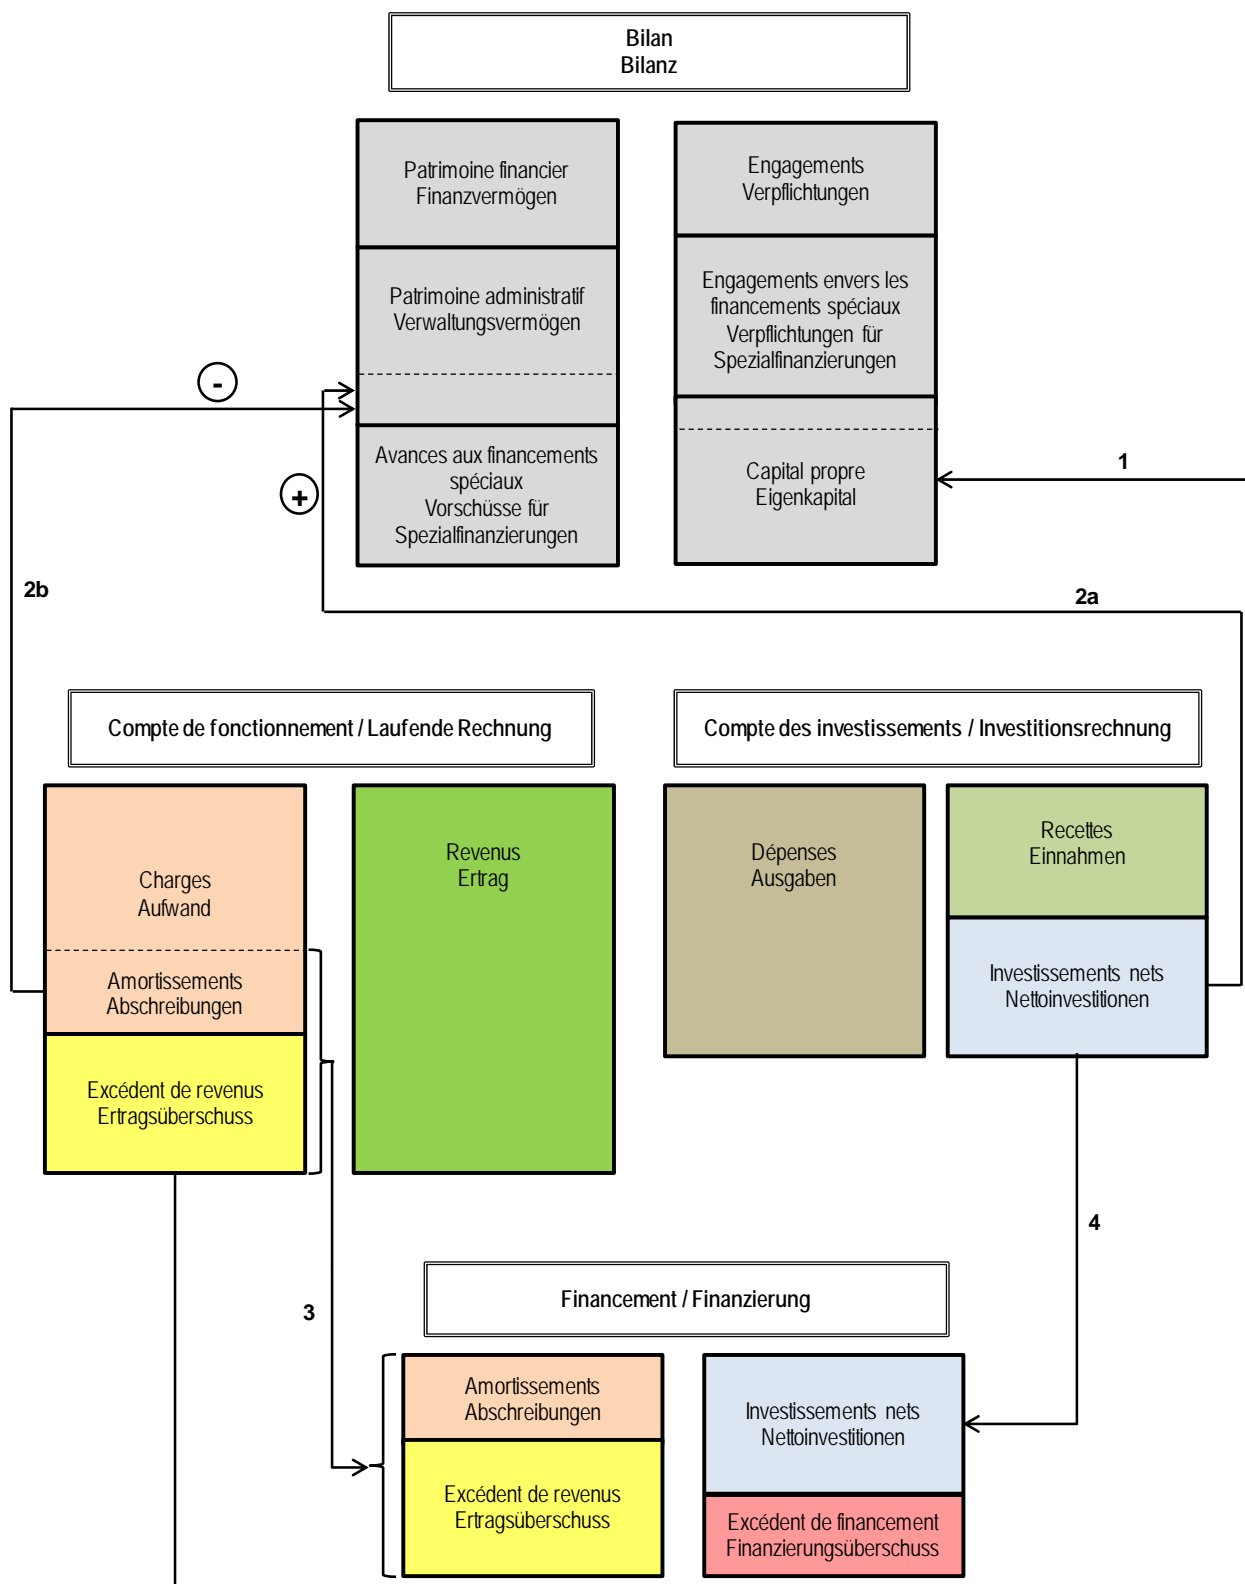 Bilan
Bilanz
Patrimoine financier
Finanzvermögen
Engagements
Verpflichtungen
Patrimoine administratif
Verwaltungsvermögen
Engagements envers les
financements spéciaux
Verpflichtungen für
Spezialfinanzierungen
-
+
Avances aux financements
spéciaux
Vorschüsse für
Spezialfinanzierungen
Capital propre
Eigenkapital
1
2b
2a
Compte de fonctionnement / Laufende Rechnung
Compte des investissements / Investitionsrechnung
Charges
Aufwand
Amortissements
Abschreibungen
Excédent de revenus
Ertragsüberschuss
Revenus
Ertrag
Dépenses
Ausgaben
Recettes
Einnahmen
Investissements nets
Nettoinvestitionen
3
4
Financement / Finanzierung
Amortissements
Abschreibungen
Excédent de revenus
Ertragsüberschuss
Investissements nets
Nettoinvestitionen
Excédent de financement
Finanzierungsüberschuss